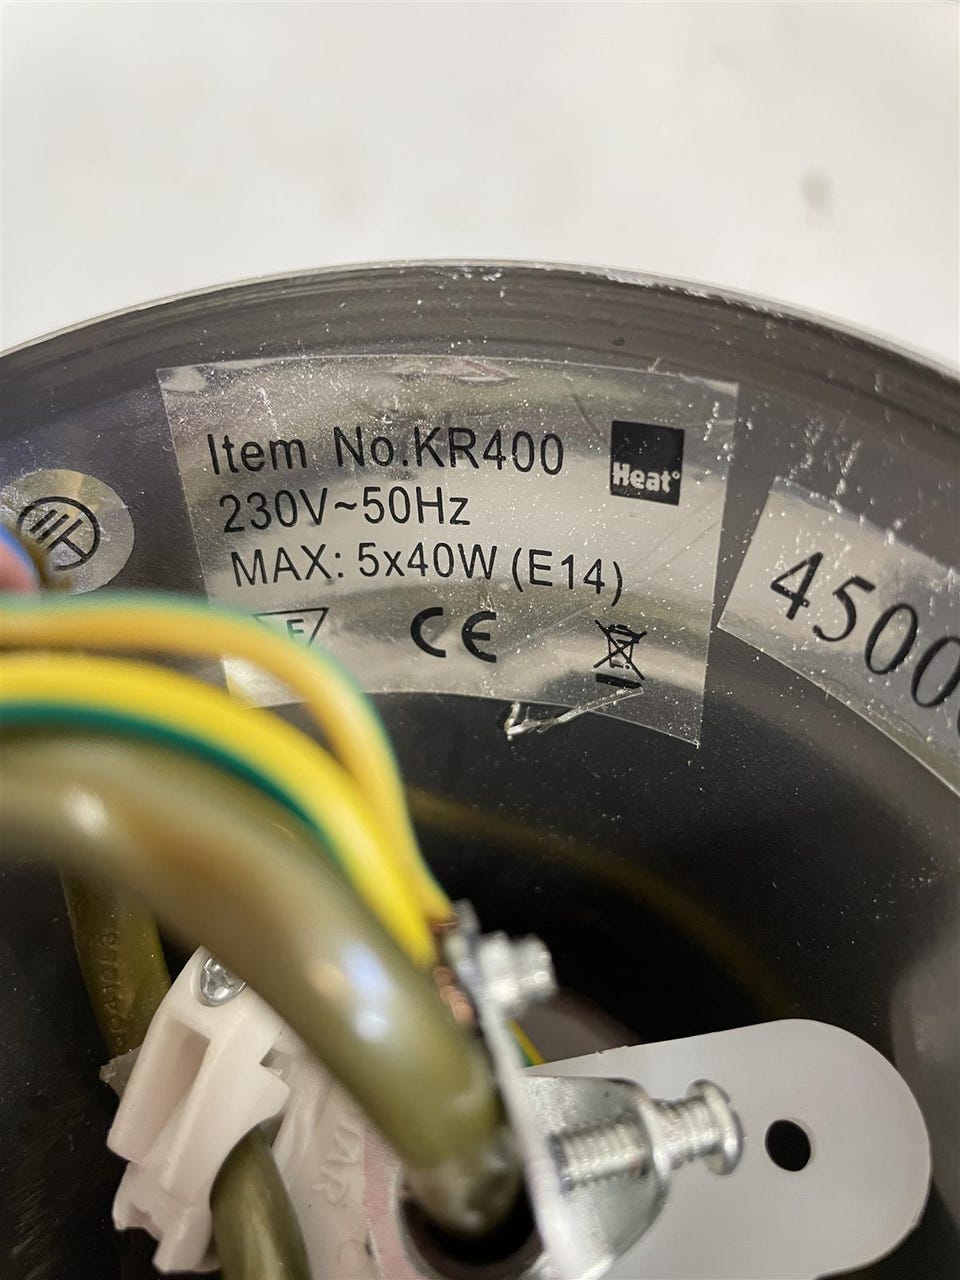 Item No.KR400
Heat°
230V~50Hz
MAX: 5x40W (E14)
F
CE
4500